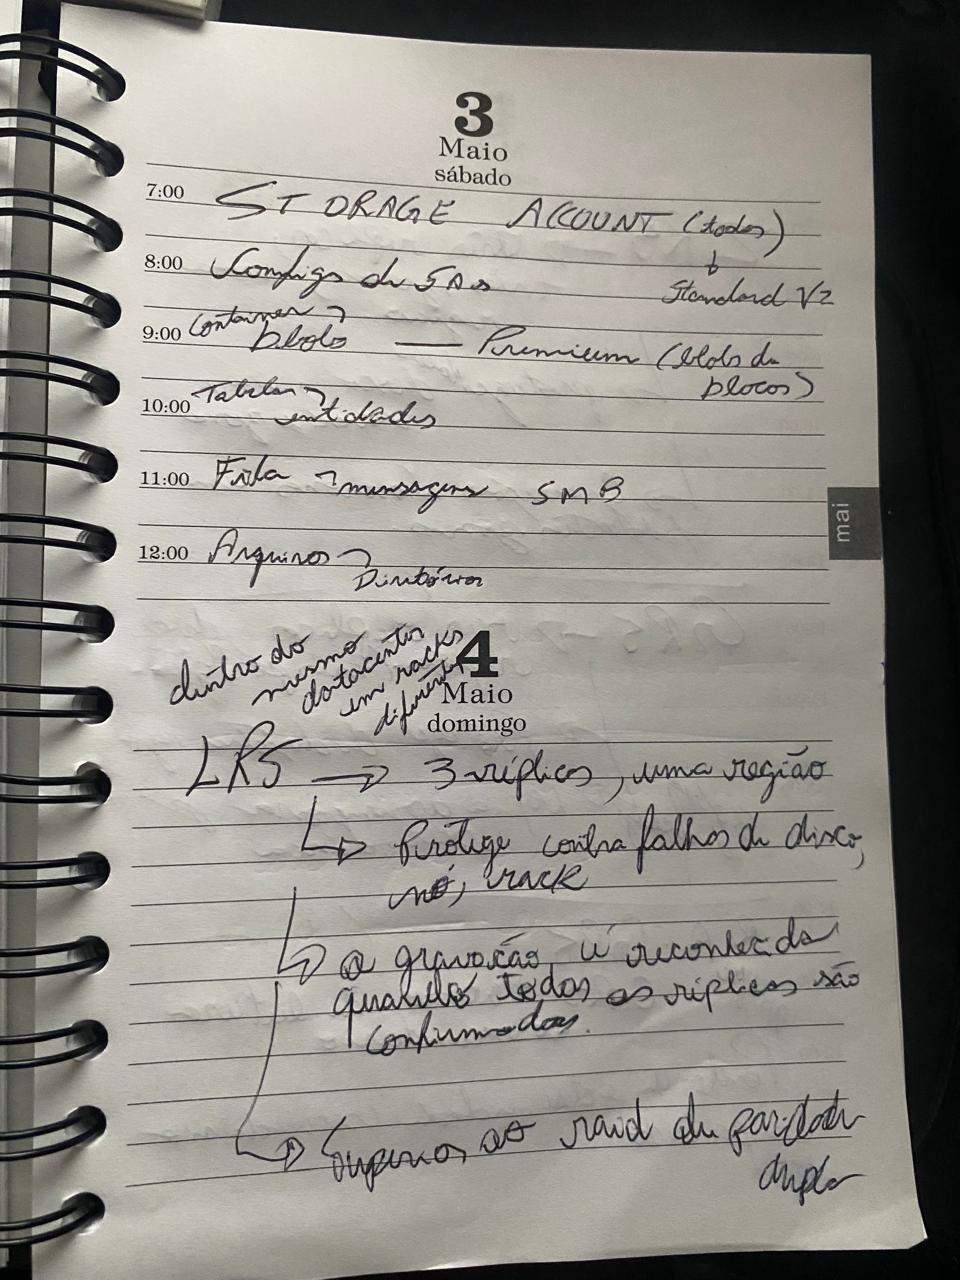 3
Maio
sábado
7:00 STORAGE ACCOUNT (todos)
↓
8:00 Configs de SAs Standard V2
9:00 Container →
blobs — Premium (blobs de
blocos)
10:00 Tabelas →
entidades
11:00 Fila → mensagens SMB
mai
12:00 Arquivos →
Diretórios
dentro do
mesmo
datacenter
em racks
diferentes
4
Maio
domingo
LRS → 3 réplicas, uma região
↳ Protege contra falhas de disco,
nó, rack
↳ a gravação é reconhecida
quando todas as réplicas são
confirmadas.
↳ Superior ao raid de paridade
dupla